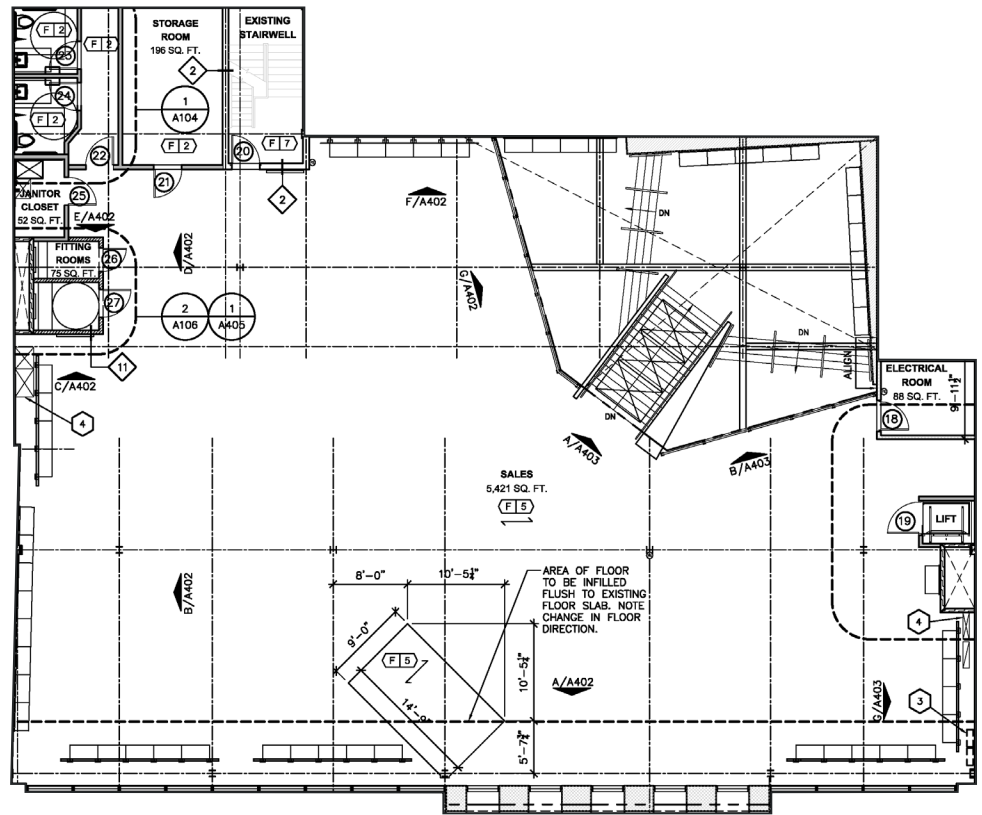 STORAGE
ROOM
196 SQ. FT.
EXISTING
STAIRWELL
F 2
F 2
23
24
F 2
2
1
A104
F 2
F 7
20
22
21
2
JANITOR
CLOSET
52 SQ. FT.
25
E/A402
F/A402
D/A402
FITTING
ROOMS
75 SQ. FT.
26
27
G/A402
2
A106
1
A405
11
C/A402
4
DN
DN
DN
ALIGN
ELECTRICAL
ROOM
88 SQ. FT.
9'-11½"
18
A/A403
B/A403
SALES
5,421 SQ. FT.
F 5
19
LIFT
B/A402
8'-0"
10'-5¼"
AREA OF FLOOR
TO BE INFILLED
FLUSH TO EXISTING
FLOOR SLAB. NOTE
CHANGE IN FLOOR
DIRECTION.
9'-0"
F 5
14'-9"
10'-5¼"
5'-7¾"
A/A402
4
G/A403
3